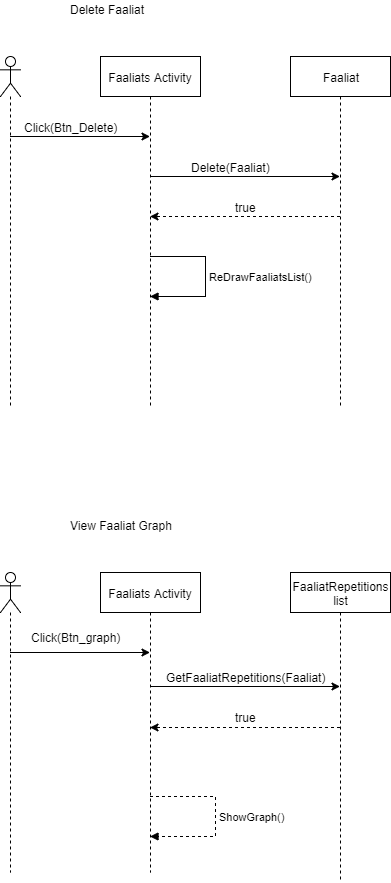 Delete Faaliat
Faaliats Activity
Faaliat
Click(Btn_Delete)
Delete(Faaliat)
true
ReDrawFaaliatsList()
View Faaliat Graph
Faaliats Activity
FaaliatRepetitions
list
Click(Btn_graph)
GetFaaliatRepetitions(Faaliat)
true
ShowGraph()